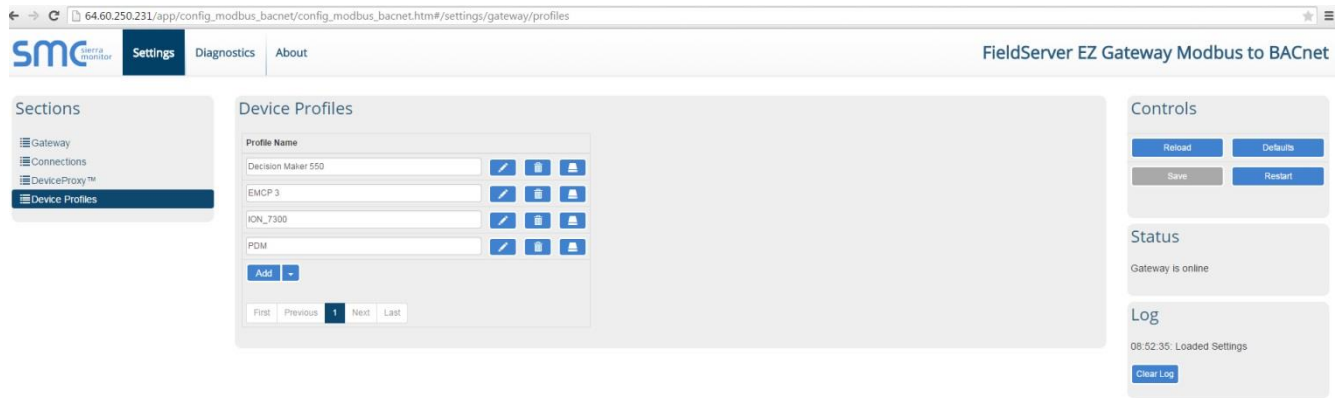 64.60.250.231/app/config_modbus_bacnet/config_modbus_bacnet.htm#/settings/gateway/profiles
SMC sierra monitor
Settings
Diagnostics
About
FieldServer EZ Gateway Modbus to BACnet
Sections
Gateway
Connections
DeviceProxy™
Device Profiles
Device Profiles
Profile Name
Decision Maker 550
EMCP 3
ION_7300
PDM
Add
First Previous 1 Next Last
Controls
Reload Defaults
Save Restart
Status
Gateway is online
Log
08:52:35: Loaded Settings
Clear Log